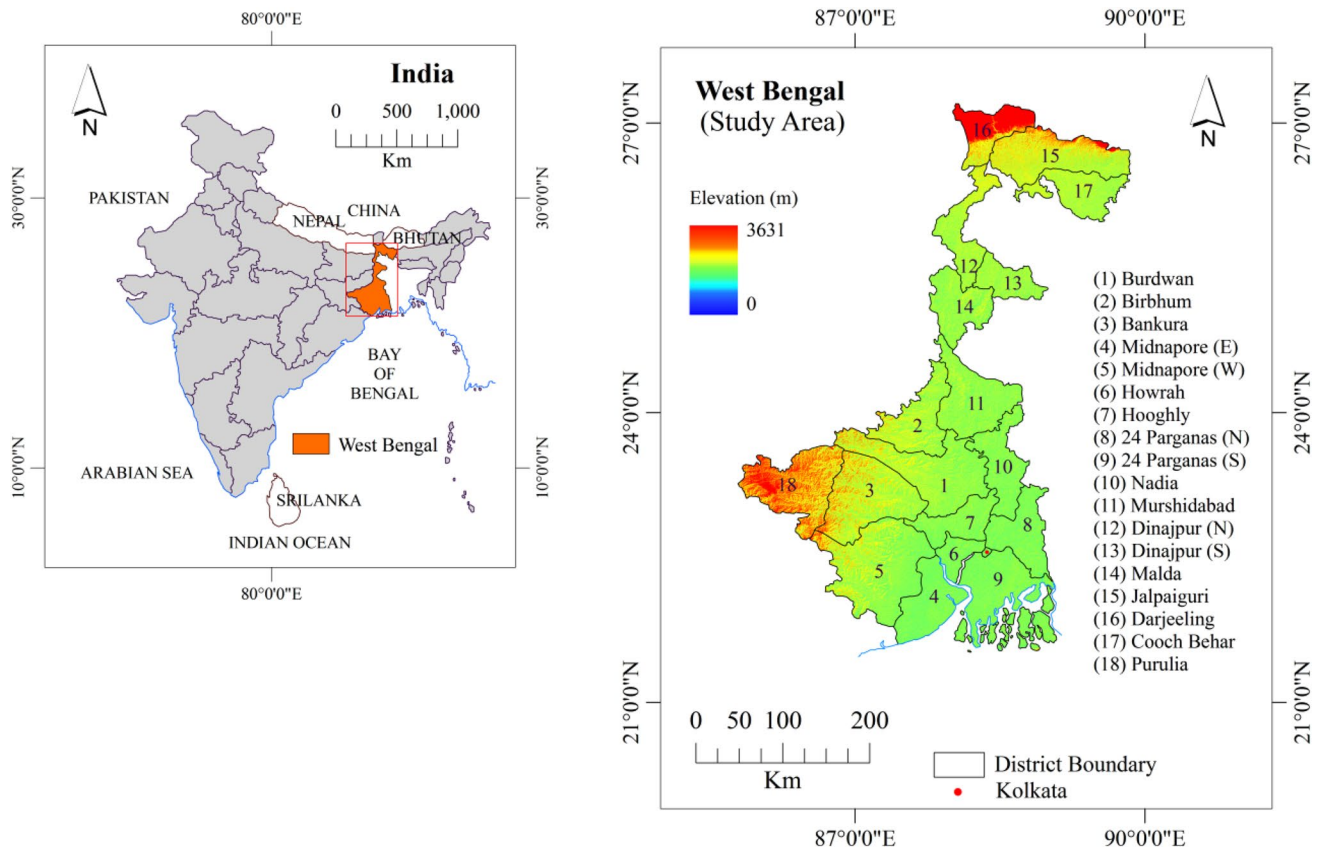 80°0'0"E
India
0 500 1,000
Km
N
30°0'0"N
30°0'0"N
PAKISTAN
CHINA
NEPAL
BHUTAN
BAY
OF
BENGAL
West Bengal
10°0'0"N
10°0'0"N
ARABIAN SEA
SRILANKA
INDIAN OCEAN
80°0'0"E
87°0'0"E 90°0'0"E
West Bengal
(Study Area)
N
27°0'0"N
27°0'0"N
Elevation (m)
3631
0
16
15
17
12
13
14
11
2
10
18
3
1
7
8
6
5
9
4
24°0'0"N
24°0'0"N
(1) Burdwan
(2) Birbhum
(3) Bankura
(4) Midnapore (E)
(5) Midnapore (W)
(6) Howrah
(7) Hooghly
(8) 24 Parganas (N)
(9) 24 Parganas (S)
(10) Nadia
(11) Murshidabad
(12) Dinajpur (N)
(13) Dinajpur (S)
(14) Malda
(15) Jalpaiguri
(16) Darjeeling
(17) Cooch Behar
(18) Purulia
21°0'0"N
21°0'0"N
0 50 100 200
Km
District Boundary
Kolkata
87°0'0"E 90°0'0"E